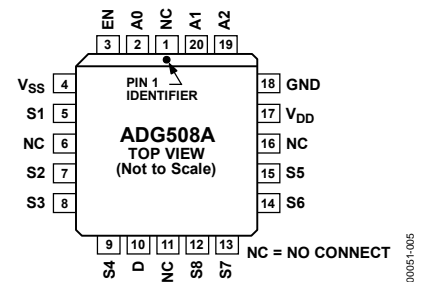 EN A0 NC A1 A2
3 2 1 20 19
PIN 1
IDENTIFIER
VSS 4
S1 5
NC 6
S2 7
S3 8
ADG508A
TOP VIEW
(Not to Scale)
18 GND
17 VDD
16 NC
15 S5
14 S6
9 10 11 12 13
S4 D NC S8 S7
NC = NO CONNECT
00051-005